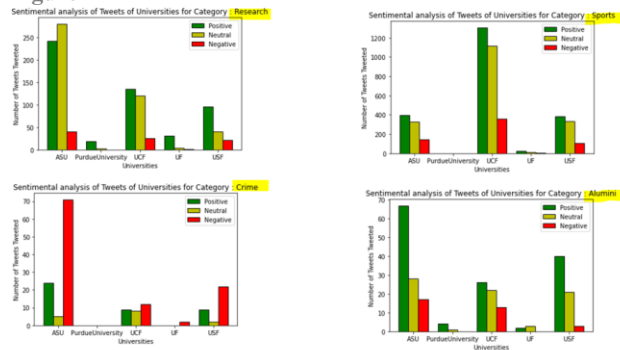 Sentimental analysis of Tweets of Universities for Category : Research
Number of Tweets Tweeted
250
200
150
100
50
0
Positive
Neutral
Negative
ASU PurdueUniversity UCF UF USF
Universities
Sentimental analysis of Tweets of Universities for Category : Sports
Number of Tweets Tweeted
1200
1000
800
600
400
200
0
Positive
Neutral
Negative
ASU PurdueUniversity UCF UF USF
Universities
Sentimental analysis of Tweets of Universities for Category : Crime
Number of Tweets Tweeted
70
60
50
40
30
20
10
0
Positive
Neutral
Negative
ASU PurdueUniversity UCF UF USF
Universities
Sentimental analysis of Tweets of Universities for Category : Alumini
Number of Tweets Tweeted
70
60
50
40
30
20
10
0
Positive
Neutral
Negative
ASU PurdueUniversity UCF UF USF
Universities